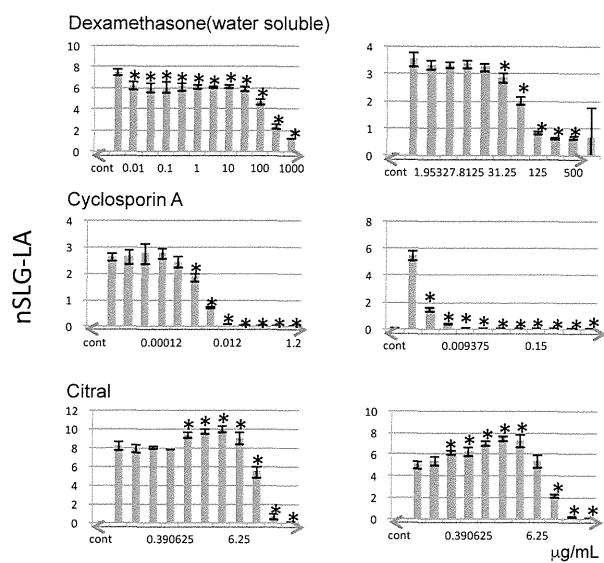 Dexamethasone(water soluble)
10
8
6
4
2
0
* * * * * * * * * * *
cont 0.01 0.1 1 10 100 1000
4
3
2
1
0
* * * * *
cont 1.95327.8125 31.25 125 500
Cyclosporin A
4
3
2
1
0
* * * * * * *
cont 0.00012 0.012 1.2
8
6
4
2
0
* * * * * * * * * *
cont 0.009375 0.15
nSLG-LA
Citral
12
10
8
6
4
2
0
* * * * * * *
cont 0.390625 6.25
10
8
6
4
2
0
* * * * * * * *
cont 0.390625 6.25
µg/mL